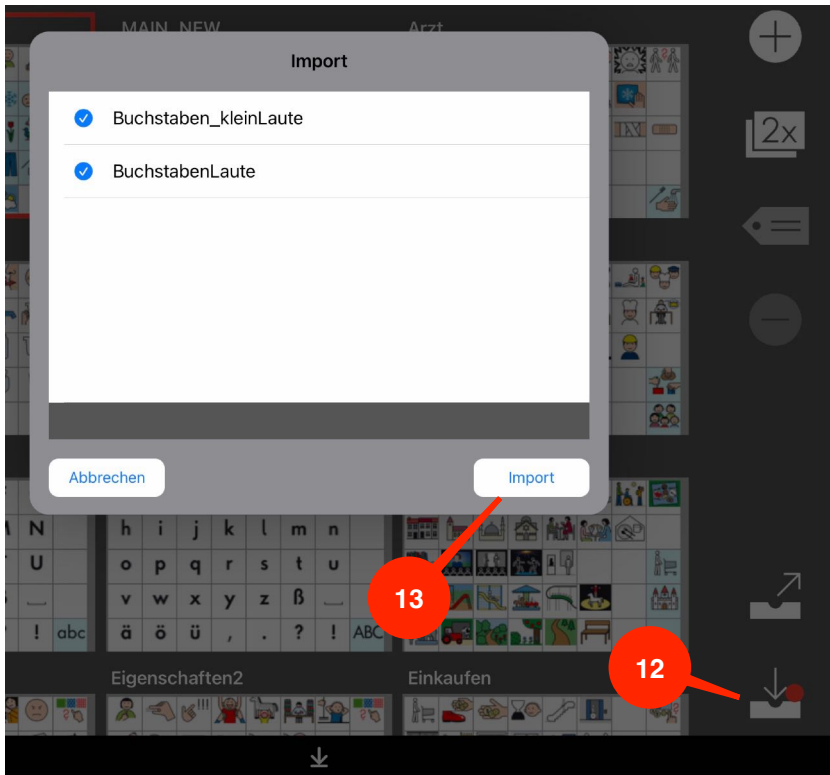 MAIN_NEW
Arzt
Import
Buchstaben_kleinLaute
BuchstabenLaute
Abbrechen
Import
2x
N
U
! abc
h i j k l m n
o p q r s t u
v w x y z ß _
ä ö ü , . ? ! ABC
13
12
Eigenschaften2
Einkaufen